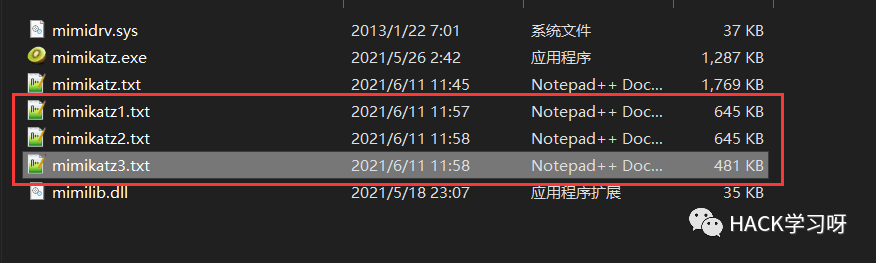 mimidrv.sys 2013/1/22 7:01 系统文件 37 KB
mimikatz.exe 2021/5/26 2:42 应用程序 1,287 KB
mimikatz.txt 2021/6/11 11:45 Notepad++ Doc... 1,769 KB
mimikatz1.txt 2021/6/11 11:57 Notepad++ Doc... 645 KB
mimikatz2.txt 2021/6/11 11:58 Notepad++ Doc... 645 KB
mimikatz3.txt 2021/6/11 11:58 Notepad++ Doc... 481 KB
mimilib.dll 2021/5/18 23:07 应用程序扩展 35 KB
HACK学习呀